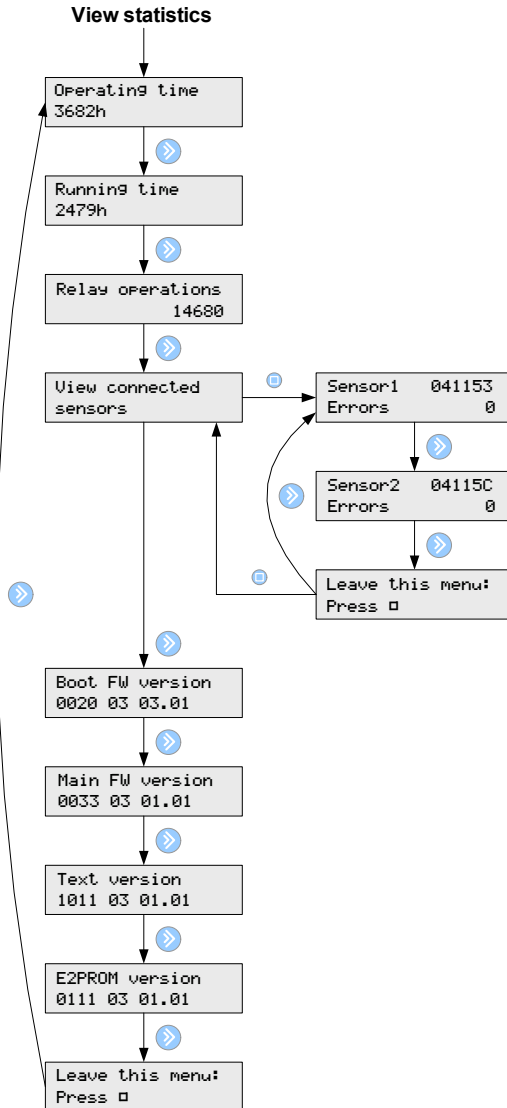 View statistics
Operating time
3682h
Running time
2479h
Relay operations
14680
View connected
sensors
Sensor1 041153
Errors 0
Sensor2 04115C
Errors 0
Leave this menu:
Press □
Boot FW version
0020 03 03.01
Main FW version
0033 03 01.01
Text version
1011 03 01.01
E2PROM version
0111 03 01.01
Leave this menu:
Press □